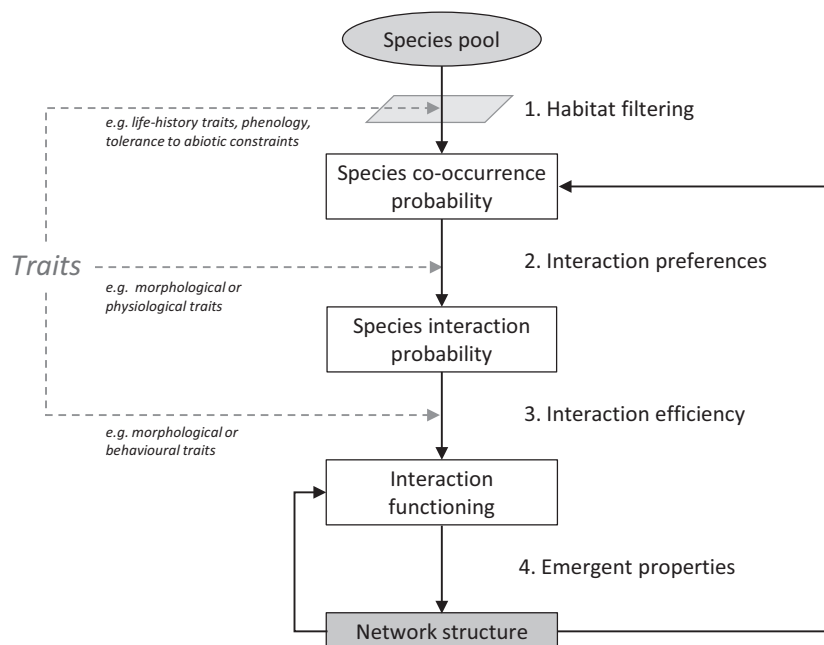 Species pool
1. Habitat filtering
e.g. life-history traits, phenology,
tolerance to abiotic constraints
Species co-occurrence
probability
Traits
2. Interaction preferences
e.g.  morphological or
physiological traits
Species interaction
probability
3. Interaction efficiency
e.g. morphological or
behavioural traits
Interaction
functioning
4. Emergent properties
Network structure